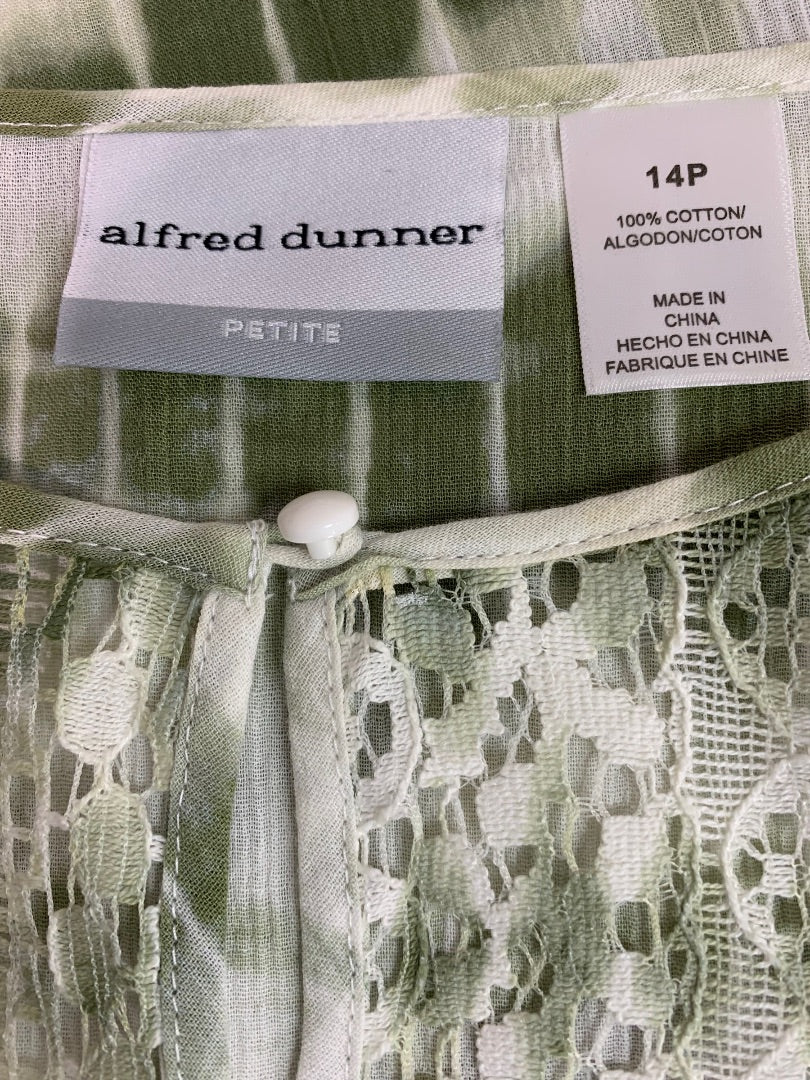 alfred dunner
PETITE
14P
100% COTTON/
ALGODON/COTON
MADE IN
CHINA
HECHO EN CHINA
FABRIQUE EN CHINE